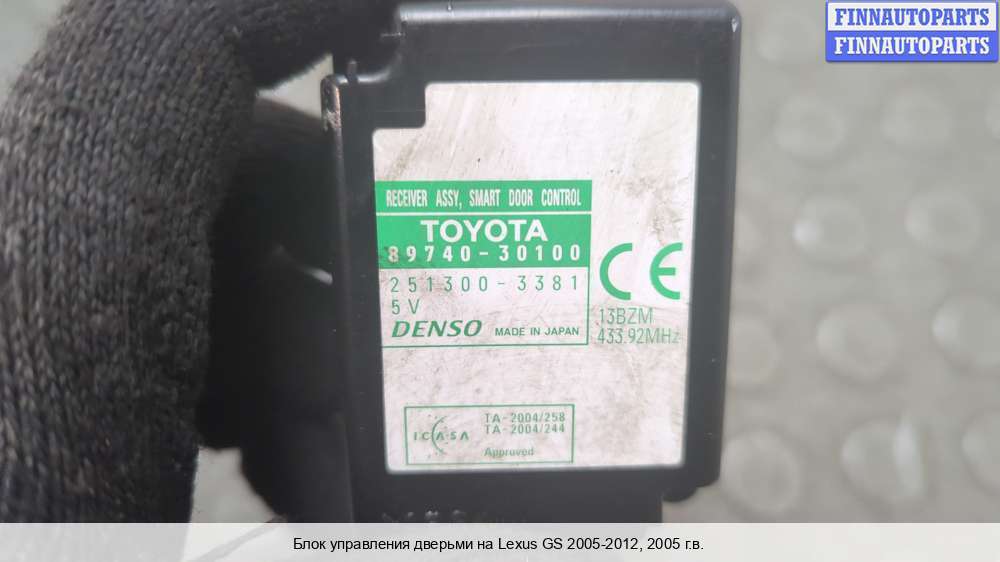 FINNAUTOPARTS
FINNAUTOPARTS
RECEIVER ASSY, SMART DOOR CONTROL
TOYOTA
89740-30100
251300-3381
5V
DENSO MADE IN JAPAN
CE
13BZM
433.92MHz
ICASA
TA-2004/258
TA-2004/244
Approved
Блок управления дверьми на Lexus GS 2005-2012, 2005 г.в.